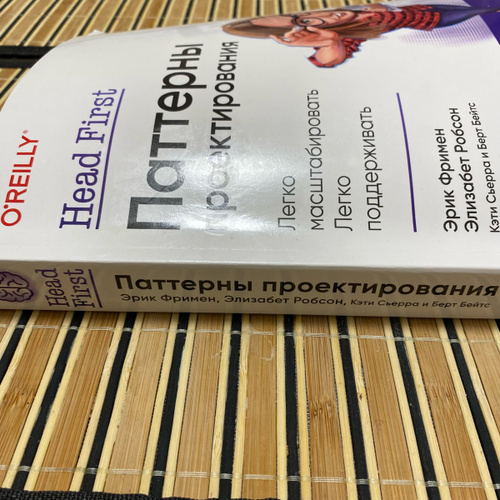 O'REILLY®
Head First
Паттерны
проектирования
Легко
масштабировать
Легко
поддерживать
Эрик Фримен
Элизабет Робсон
Кэти Сьерра и Берт Бейтс
Head
First
Паттерны проектирования
Эрик Фримен, Элизабет Робсон, Кэти Сьерра и Берт Бейтс